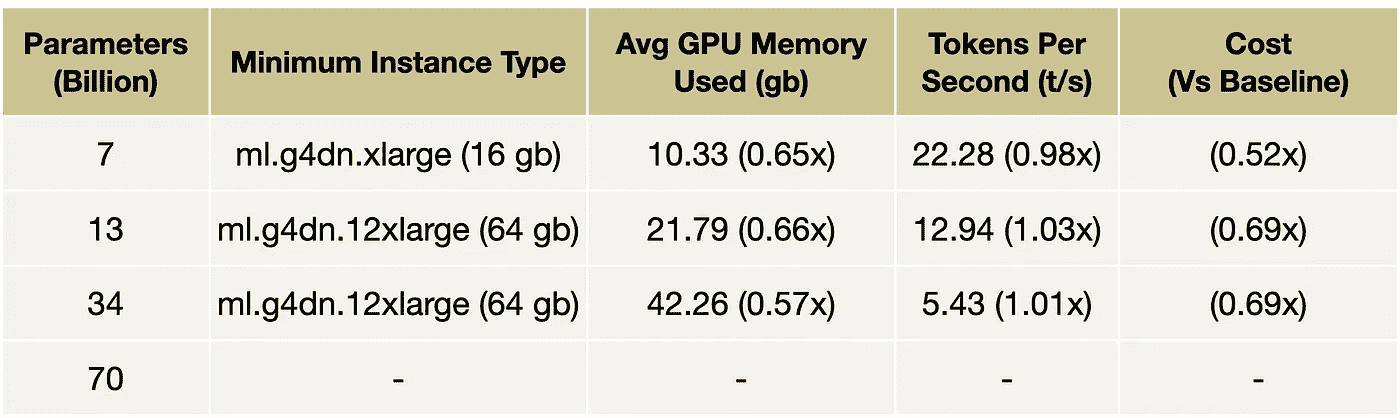 Parameters (Billion) Minimum Instance Type Avg GPU Memory Used (gb) Tokens Per Second (t/s) Cost (Vs Baseline)
7 ml.g4dn.xlarge (16 gb) 10.33 (0.65x) 22.28 (0.98x) (0.52x)
13 ml.g4dn.12xlarge (64 gb) 21.79 (0.66x) 12.94 (1.03x) (0.69x)
34 ml.g4dn.12xlarge (64 gb) 42.26 (0.57x) 5.43 (1.01x) (0.69x)
70 - - - -